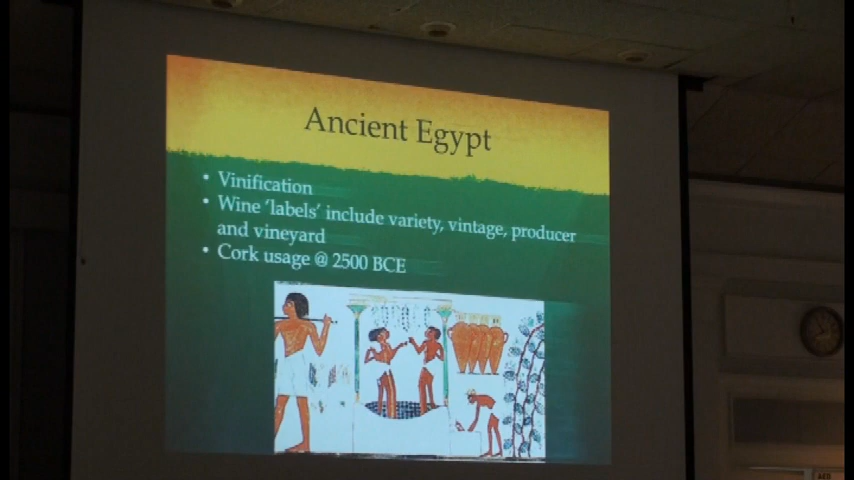 Ancient Egypt
• Vinification
• Wine 'labels' include variety, vintage, producer
and vineyard
• Cork usage @ 2500 BCE